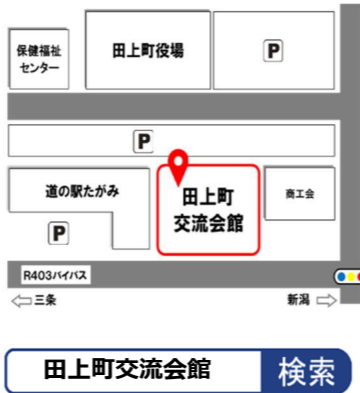 保健福祉
センター
田上町役場
P
P
道の駅たがみ
P
田上町
交流会館
商工会
R403バイパス
⇦三条
新潟⇨
田上町交流会館
検索